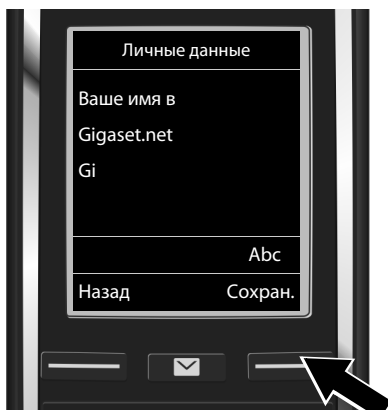 Личные данные
Ваше имя в
Gigaset.net
Gi
Abc
Назад Сохран.